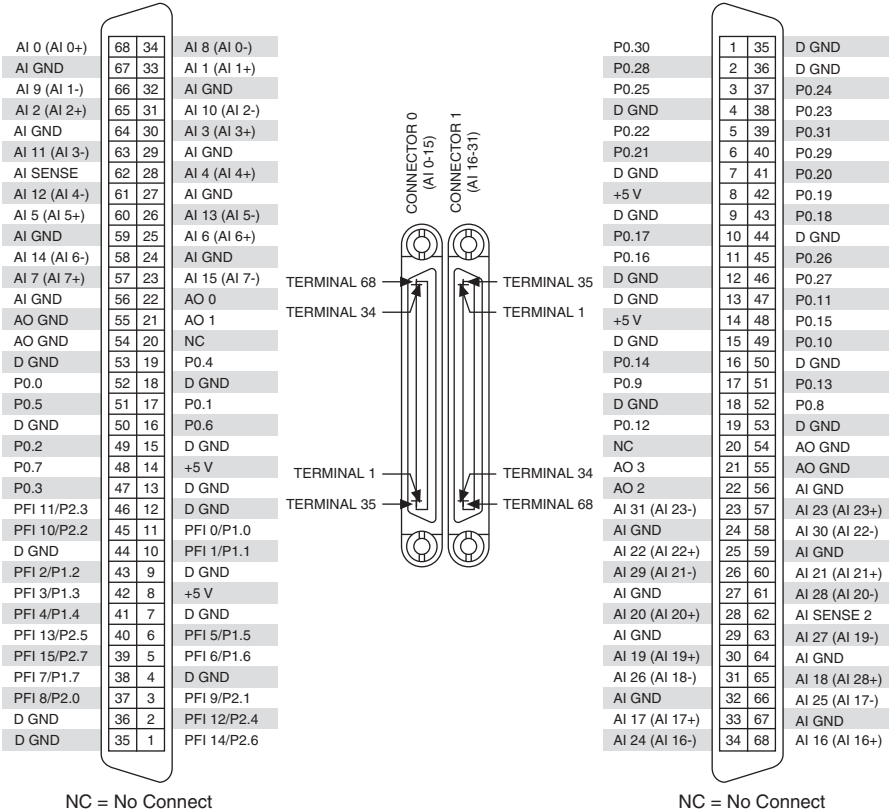 AI 0 (AI 0+) 68 34 AI 8 (AI 0-)
AI GND 67 33 AI 1 (AI 1+)
AI 9 (AI 1-) 66 32 AI GND
AI 2 (AI 2+) 65 31 AI 10 (AI 2-)
AI GND 64 30 AI 3 (AI 3+)
AI 11 (AI 3-) 63 29 AI GND
AI SENSE 62 28 AI 4 (AI 4+)
AI 12 (AI 4-) 61 27 AI GND
AI 5 (AI 5+) 60 26 AI 13 (AI 5-)
AI GND 59 25 AI 6 (AI 6+)
AI 14 (AI 6-) 58 24 AI GND
AI 7 (AI 7+) 57 23 AI 15 (AI 7-)
AI GND 56 22 AO 0
AO GND 55 21 AO 1
AO GND 54 20 NC
D GND 53 19 P0.4
P0.0 52 18 D GND
P0.5 51 17 P0.1
D GND 50 16 P0.6
P0.2 49 15 D GND
P0.7 48 14 +5 V
P0.3 47 13 D GND
PFI 11/P2.3 46 12 D GND
PFI 10/P2.2 45 11 PFI 0/P1.0
D GND 44 10 PFI 1/P1.1
PFI 2/P1.2 43 9 D GND
PFI 3/P1.3 42 8 +5 V
PFI 4/P1.4 41 7 D GND
PFI 13/P2.5 40 6 PFI 5/P1.5
PFI 15/P2.7 39 5 PFI 6/P1.6
PFI 7/P1.7 38 4 D GND
PFI 8/P2.0 37 3 PFI 9/P2.1
D GND 36 2 PFI 12/P2.4
D GND 35 1 PFI 14/P2.6
NC = No Connect
CONNECTOR 0
(AI 0-15)
CONNECTOR 1
(AI 16-31)
TERMINAL 68
TERMINAL 34
TERMINAL 35
TERMINAL 1
TERMINAL 1
TERMINAL 35
TERMINAL 34
TERMINAL 68
P0.30 1 35 D GND
P0.28 2 36 D GND
P0.25 3 37 P0.24
D GND 4 38 P0.23
P0.22 5 39 P0.31
P0.21 6 40 P0.29
D GND 7 41 P0.20
+5 V 8 42 P0.19
D GND 9 43 P0.18
P0.17 10 44 D GND
P0.16 11 45 P0.26
D GND 12 46 P0.27
D GND 13 47 P0.11
+5 V 14 48 P0.15
D GND 15 49 P0.10
P0.14 16 50 D GND
P0.9 17 51 P0.13
D GND 18 52 P0.8
P0.12 19 53 D GND
NC 20 54 AO GND
AO 3 21 55 AO GND
AO 2 22 56 AI GND
AI 31 (AI 23-) 23 57 AI 23 (AI 23+)
AI GND 24 58 AI 30 (AI 22-)
AI 22 (AI 22+) 25 59 AI GND
AI 29 (AI 21-) 26 60 AI 21 (AI 21+)
AI GND 27 61 AI 28 (AI 20-)
AI 20 (AI 20+) 28 62 AI SENSE 2
AI GND 29 63 AI 27 (AI 19-)
AI 19 (AI 19+) 30 64 AI GND
AI 26 (AI 18-) 31 65 AI 18 (AI 28+)
AI GND 32 66 AI 25 (AI 17-)
AI 17 (AI 17+) 33 67 AI GND
AI 24 (AI 16-) 34 68 AI 16 (AI 16+)
NC = No Connect